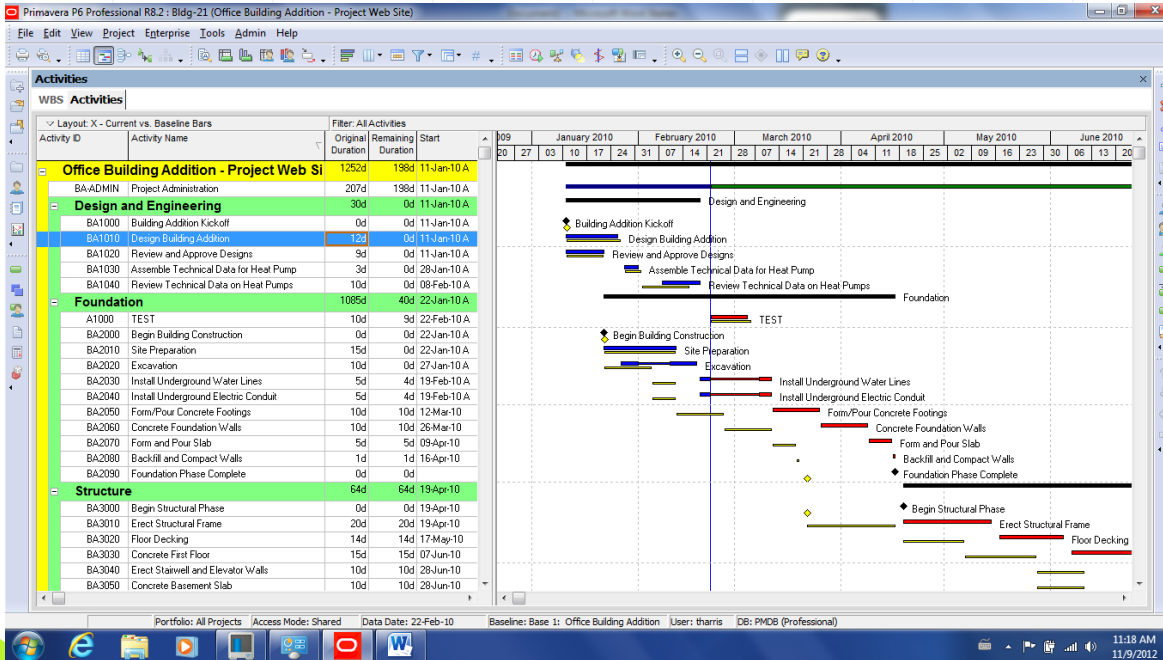 Primavera P6 Professional R8.2 : Bldg-21 (Office Building Addition - Project Web Site)
File Edit View Project Enterprise Tools Admin Help
Activities
WBS Activities
Layout: X - Current vs. Baseline Bars Filter: All Activities
Activity ID Activity Name Original Duration Remaining Duration Start 009 January 2010 February 2010 March 2010 April 2010 May 2010 June 2010
20 27 03 10 17 24 31 07 14 21 28 07 14 21 28 04 11 18 25 02 09 16 23 30 06 13 20
Office Building Addition - Project Web Si 1252d 198d 11-Jan-10 A
BA-ADMIN Project Administration 207d 198d 11-Jan-10 A
Design and Engineering 30d 0d 11-Jan-10 A Design and Engineering
BA1000 Building Addition Kickoff 0d 0d 11-Jan-10 A Building Addition Kickoff
BA1010 Design Building Addition 12d 0d 11-Jan-10 A Design Building Addition
BA1020 Review and Approve Designs 9d 0d 11-Jan-10 A Review and Approve Designs
BA1030 Assemble Technical Data for Heat Pump 3d 0d 28-Jan-10 A Assemble Technical Data for Heat Pump
BA1040 Review Technical Data on Heat Pumps 10d 0d 08-Feb-10 A Review Technical Data on Heat Pumps
Foundation 1085d 40d 22-Jan-10 A Foundation
A1000 TEST 10d 9d 22-Feb-10 A TEST
BA2000 Begin Building Construction 0d 0d 22-Jan-10 A Begin Building Construction
BA2010 Site Preparation 15d 0d 22-Jan-10 A Site Preparation
BA2020 Excavation 10d 0d 27-Jan-10 A Excavation
BA2030 Install Underground Water Lines 5d 4d 19-Feb-10 A Install Underground Water Lines
BA2040 Install Underground Electric Conduit 5d 4d 19-Feb-10 A Install Underground Electric Conduit
BA2050 Form/Pour Concrete Footings 10d 10d 12-Mar-10 Form/Pour Concrete Footings
BA2060 Concrete Foundation Walls 10d 10d 26-Mar-10 Concrete Foundation Walls
BA2070 Form and Pour Slab 5d 5d 09-Apr-10 Form and Pour Slab
BA2080 Backfill and Compact Walls 1d 1d 16-Apr-10 Backfill and Compact Walls
BA2090 Foundation Phase Complete 0d 0d Foundation Phase Complete
Structure 64d 64d 19-Apr-10
BA3000 Begin Structural Phase 0d 0d 19-Apr-10 Begin Structural Phase
BA3010 Erect Structural Frame 20d 20d 19-Apr-10 Erect Structural Frame
BA3020 Floor Decking 14d 14d 17-May-10 Floor Decking
BA3030 Concrete First Floor 15d 15d 07-Jun-10
BA3040 Erect Stairwell and Elevator Walls 10d 10d 28-Jun-10
BA3050 Concrete Basement Slab 10d 10d 28-Jun-10
Portfolio: All Projects Access Mode: Shared Data Date: 22-Feb-10 Baseline: Base 1: Office Building Addition User: tharris DB: PMDB (Professional)
11:18 AM
11/9/2012